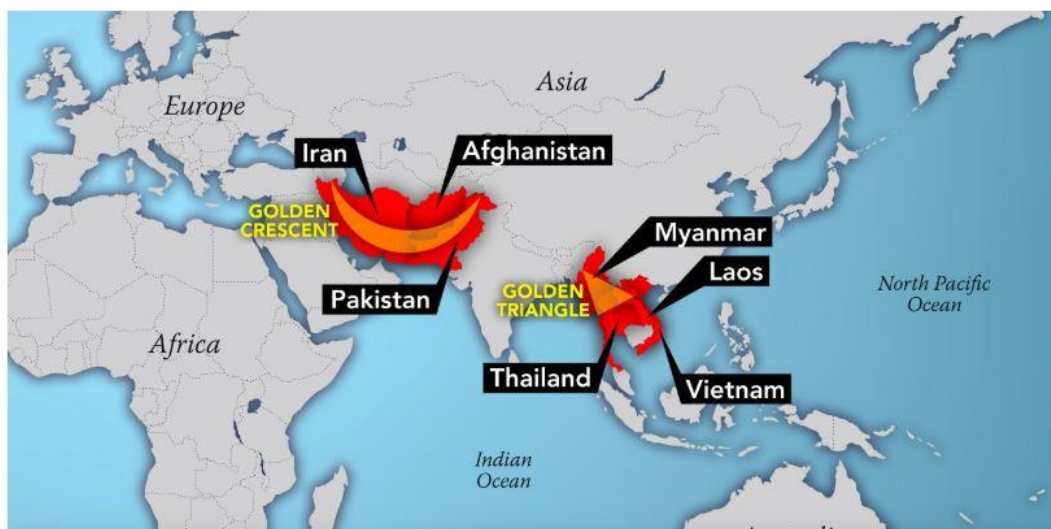 Asia
Europe
Iran
Afghanistan
GOLDEN
CRESCENT
Myanmar
Laos
Pakistan
GOLDEN
TRIANGLE
North Pacific
Ocean
Africa
Thailand
Vietnam
Indian
Ocean